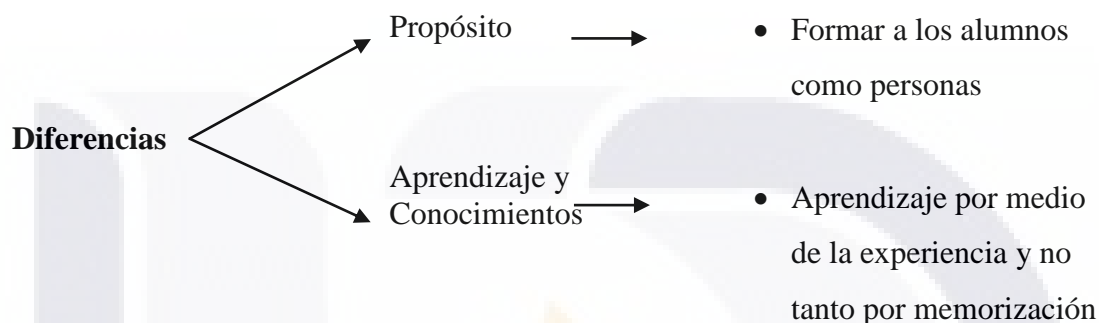 Propósito
• Formar a los alumnos
como personas
Diferencias
Aprendizaje y
Conocimientos
• Aprendizaje por medio
de la experiencia y no
tanto por memorización